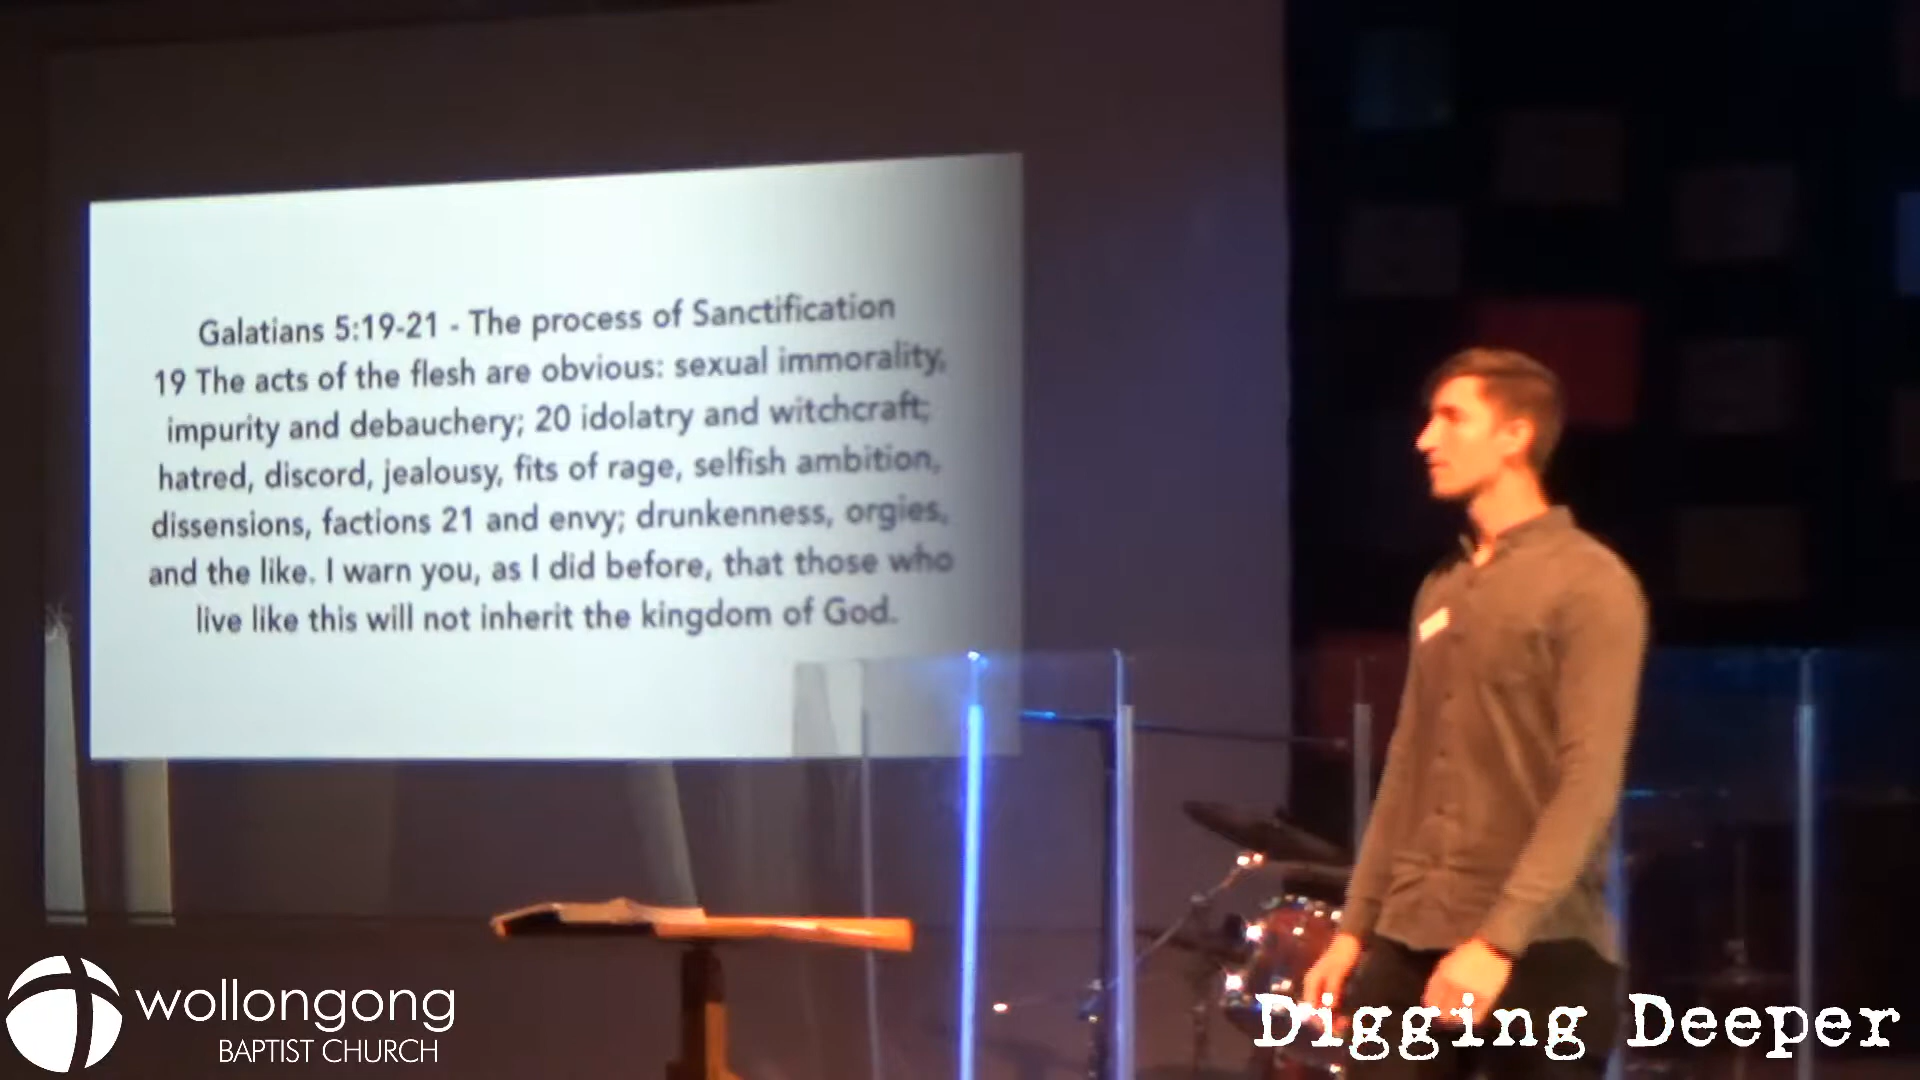 Galatians 5:19-21 - The process of Sanctification
19 The acts of the flesh are obvious: sexual immorality,
impurity and debauchery; 20 idolatry and witchcraft;
hatred, discord, jealousy, fits of rage, selfish ambition,
dissensions, factions 21 and envy; drunkenness, orgies,
and the like. I warn you, as I did before, that those who
live like this will not inherit the kingdom of God.
wollongong
BAPTIST CHURCH
Digging Deeper